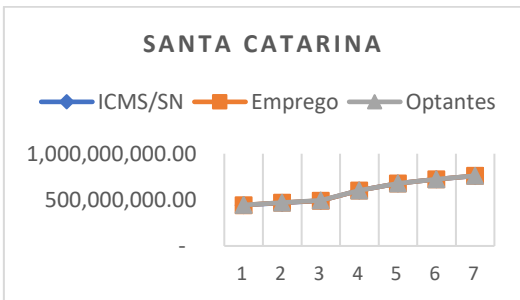 SANTA CATARINA
ICMS/SN Emprego Optantes
1,000,000,000.00
500,000,000.00
-
1 2 3 4 5 6 7